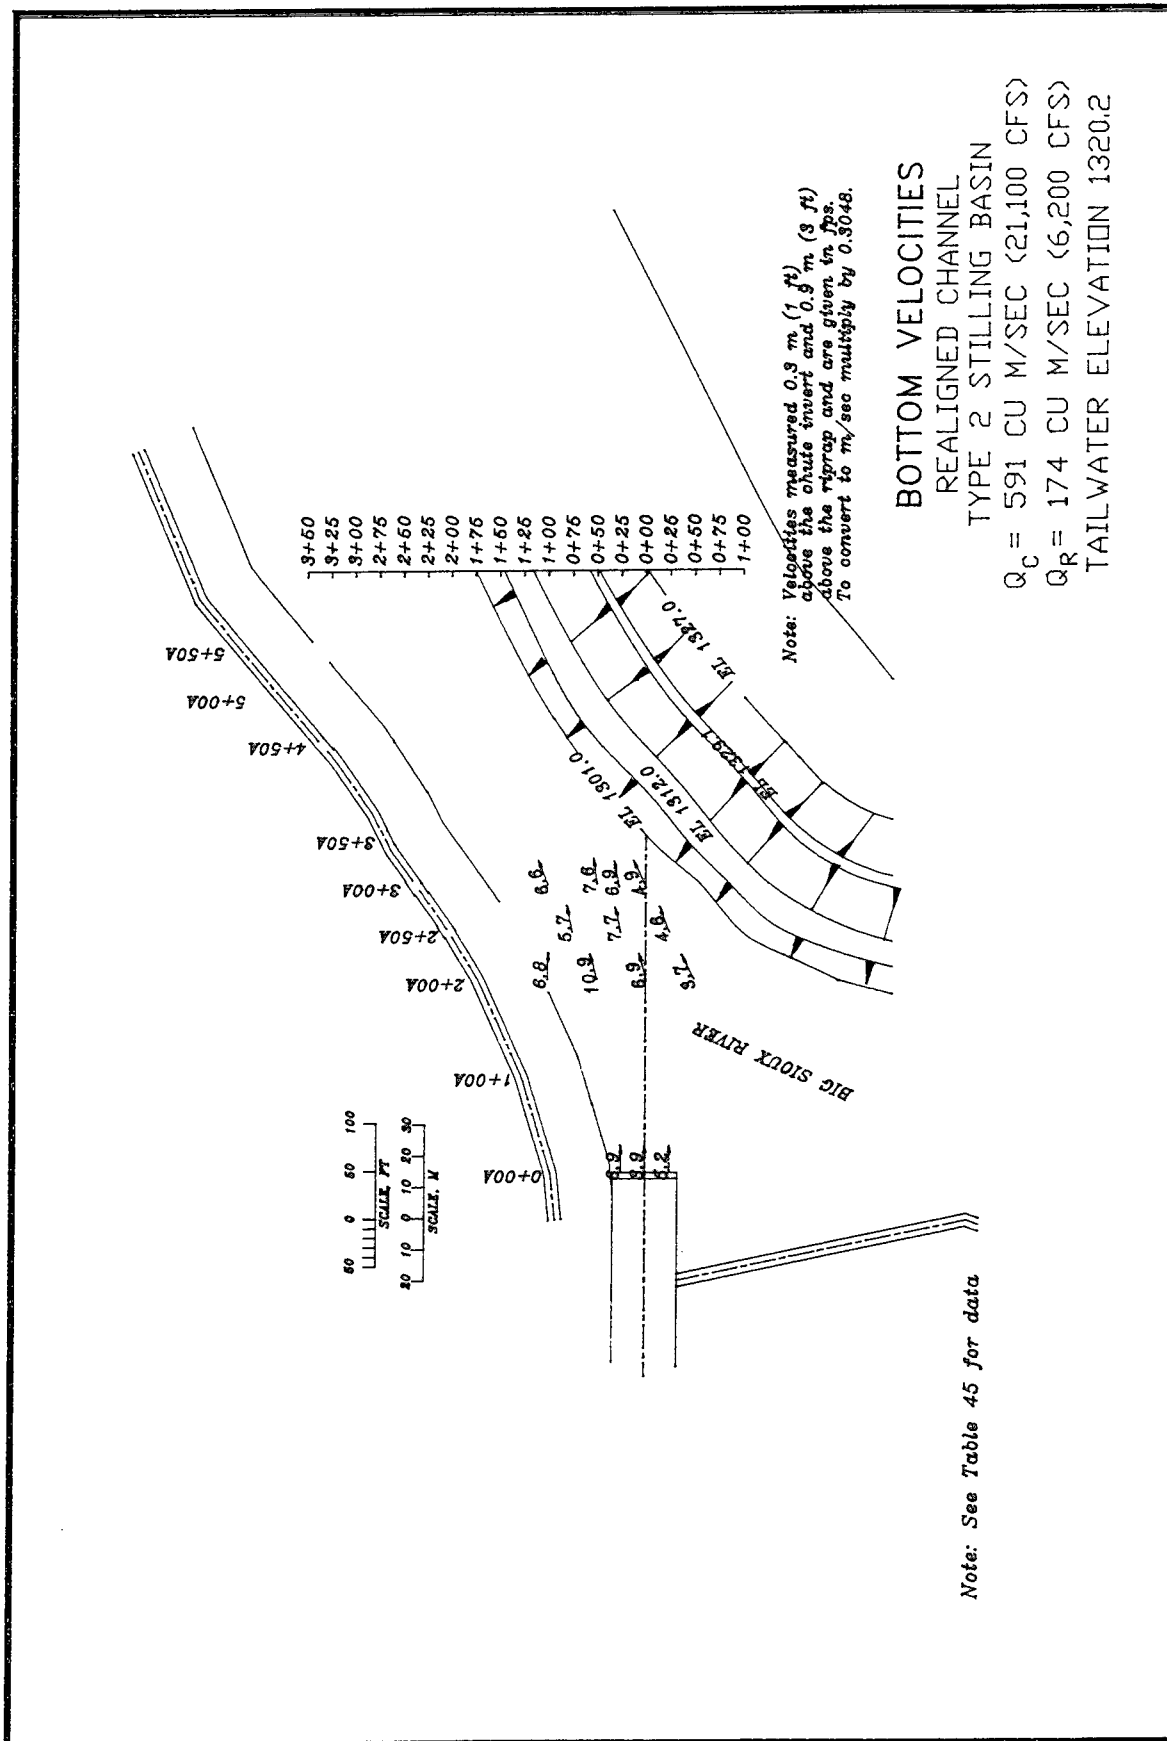 5+50A
5+00A
4+50A
3+50A
3+00A
2+50A
2+00A
1+00A
0+00A
3+50
3+25
3+00
2+75
2+50
2+25
2+00
1+75
1+50
1+25
1+00
0+75
0+50
0+25
0+00
0+25
0+50
0+75
1+00
50 0 50 100
SCALE, FT
20 10 0 10 20 30
SCALE, M
EL 1301.0
EL 1312.0
EL 1329.1
EL
EL 1327.0
6.8
10.9
6.9
3.7
5.7
7.7
4.6
6.6
7.6
6.9
4.9
BIG SIOUX RIVER
Note: Velocities measured 0.3 m (1 ft)
above the chute invert and 0.9 m (3 ft)
above the riprap and are given in fps.
To convert to m/sec multiply by 0.3048.
BOTTOM VELOCITIES
REALIGNED CHANNEL
TYPE 2 STILLING BASIN
QC = 591 CU M/SEC (21,100 CFS)
QR = 174 CU M/SEC (6,200 CFS)
TAILWATER ELEVATION 1320.2
Note: See Table 45 for data